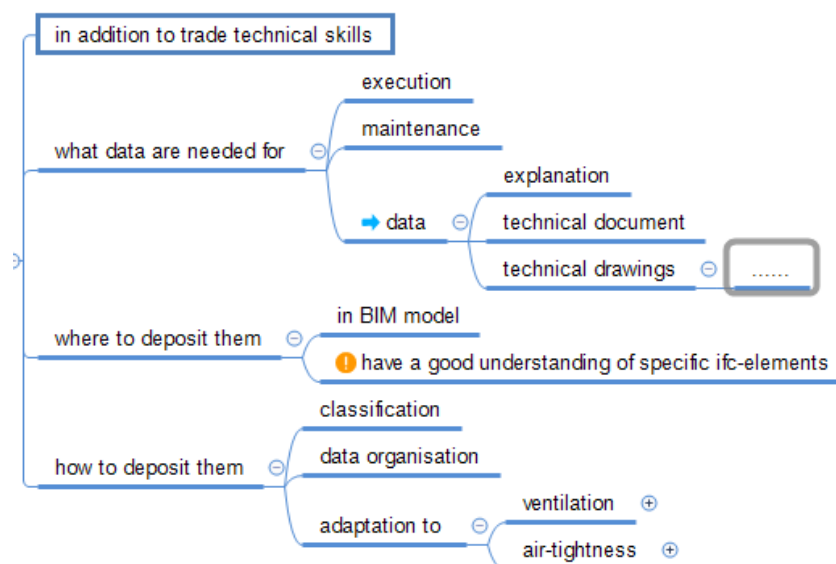 in addition to trade technical skills
what data are needed for
execution
maintenance
data
explanation
technical document
technical drawings
......
where to deposit them
in BIM model
have a good understanding of specific ifc-elements
how to deposit them
classification
data organisation
adaptation to
ventilation
air-tightness